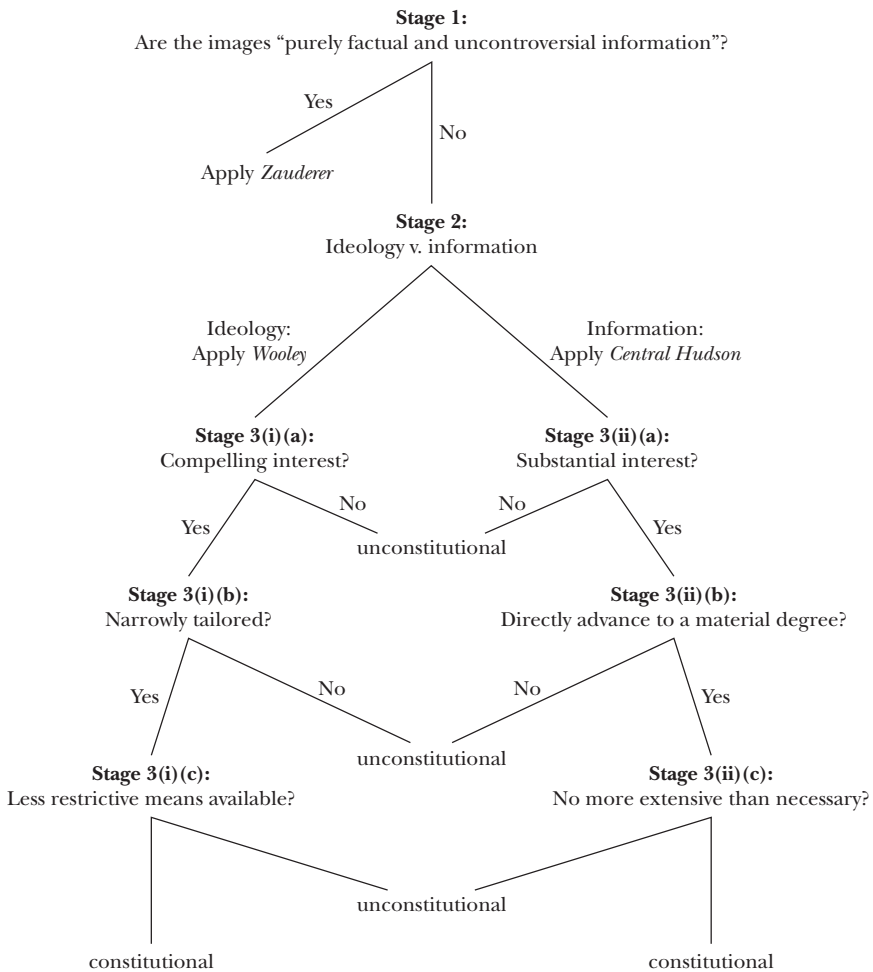 Stage 1:
Are the images “purely factual and uncontroversial information”?
Yes
No
Apply Zauderer
Stage 2:
Ideology v. information
Ideology:
Apply Wooley
Information:
Apply Central Hudson
Stage 3(i)(a):
Compelling interest?
Stage 3(ii)(a):
Substantial interest?
Yes
No
No
Yes
unconstitutional
Stage 3(i)(b):
Narrowly tailored?
Stage 3(ii)(b):
Directly advance to a material degree?
Yes
No
No
Yes
unconstitutional
Stage 3(i)(c):
Less restrictive means available?
Stage 3(ii)(c):
No more extensive than necessary?
unconstitutional
constitutional
constitutional